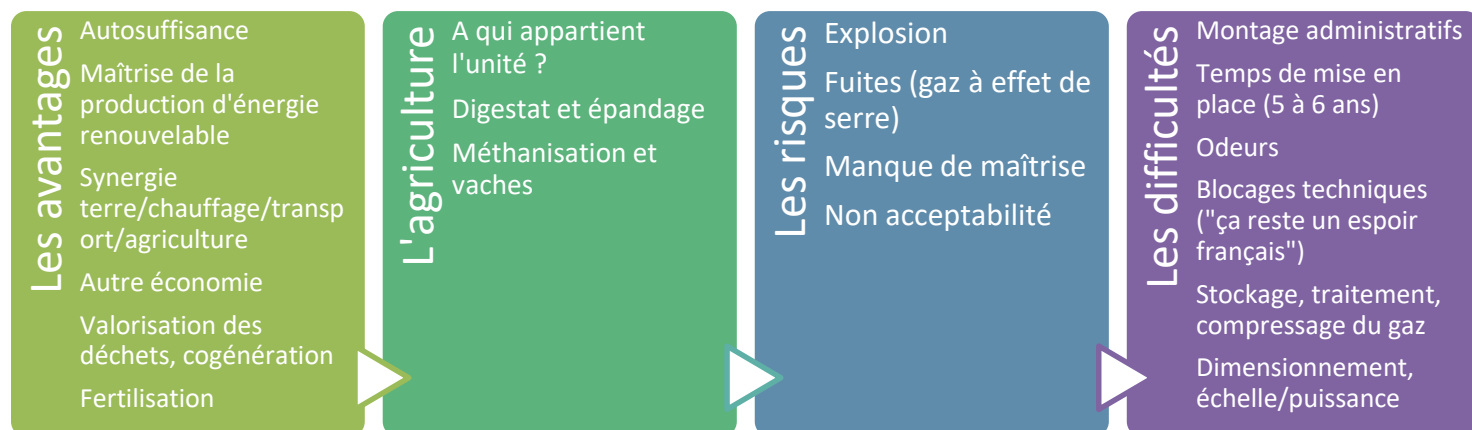 Les avantages
Autosuffisance
Maîtrise de la
production d'énergie
renouvelable
Synergie
terre/chauffage/transp
ort/agriculture
Autre économie
Valorisation des
déchets, cogénération
Fertilisation
L'agriculture
A qui appartient
l'unité ?
Digestat et épandage
Méthanisation et
vaches
Les risques
Explosion
Fuites (gaz à effet de
serre)
Manque de maîtrise
Non acceptabilité
Les difficultés
Montage administratifs
Temps de mise en
place (5 à 6 ans)
Odeurs
Blocages techniques
("ça reste un espoir
français")
Stockage, traitement,
compressage du gaz
Dimensionnement,
échelle/puissance